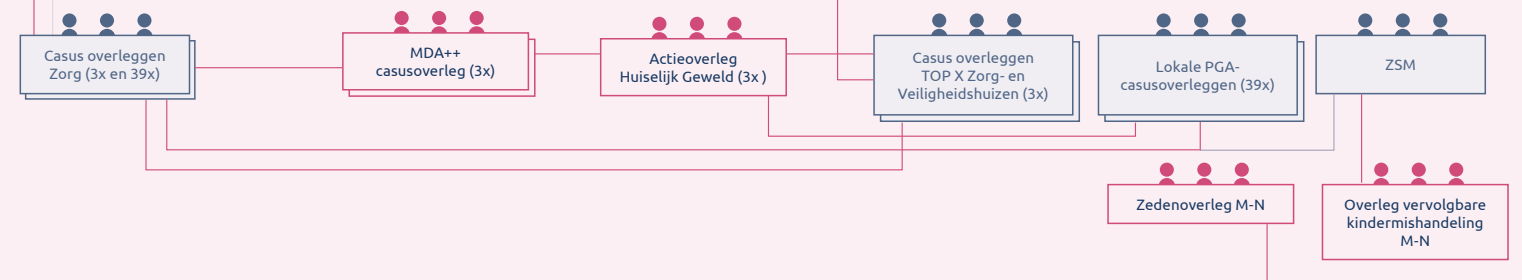 Casus overleggen
Zorg (3x en 39x)
MDA++
casusoverleg (3x)
Actieoverleg
Huiselijk Geweld (3x )
Casus overleggen
TOP X Zorg- en
Veiligheidshuizen (3x)
Lokale PGA-
casusoverleggen (39x)
ZSM
Zedenoverleg M-N
Overleg vervolgbare
kindermishandeling
M-N